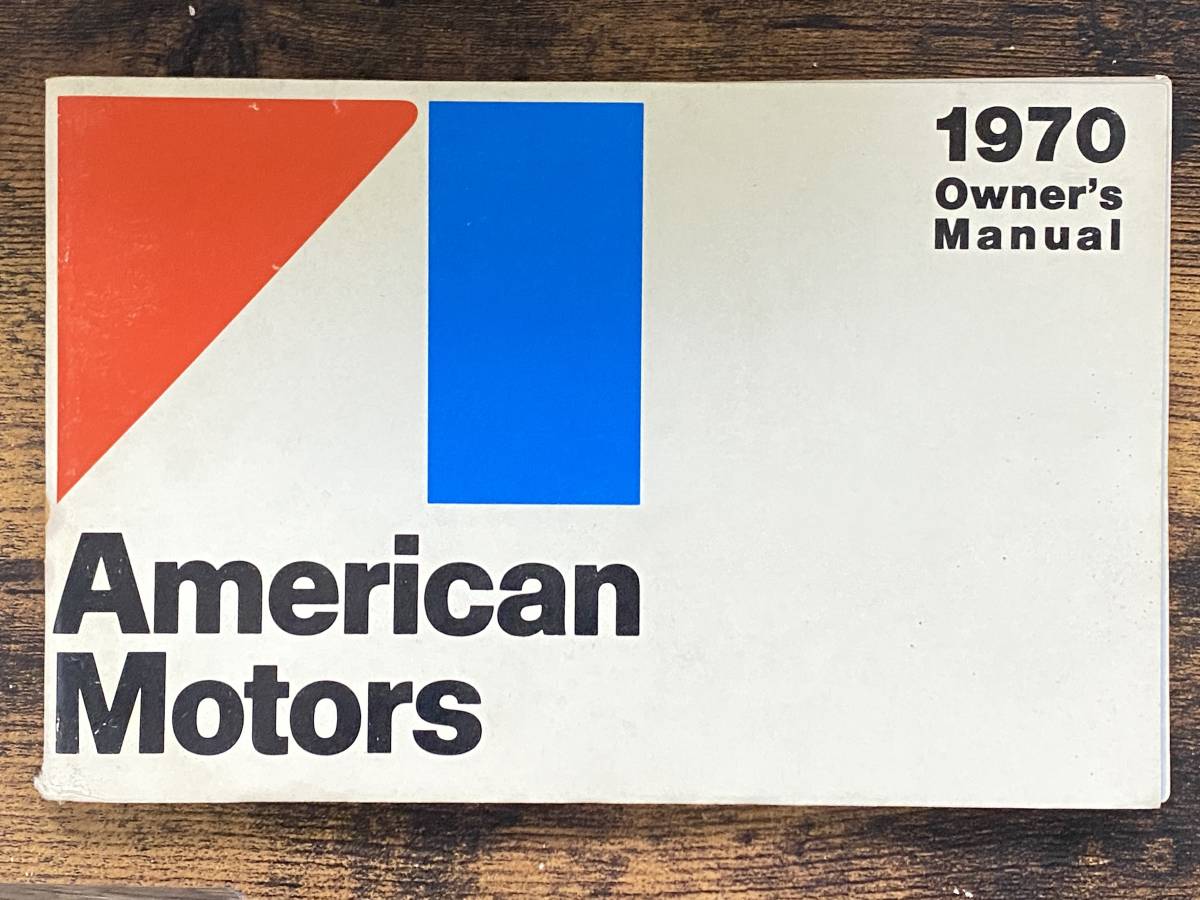 1970
Owner's
Manual
American
Motors